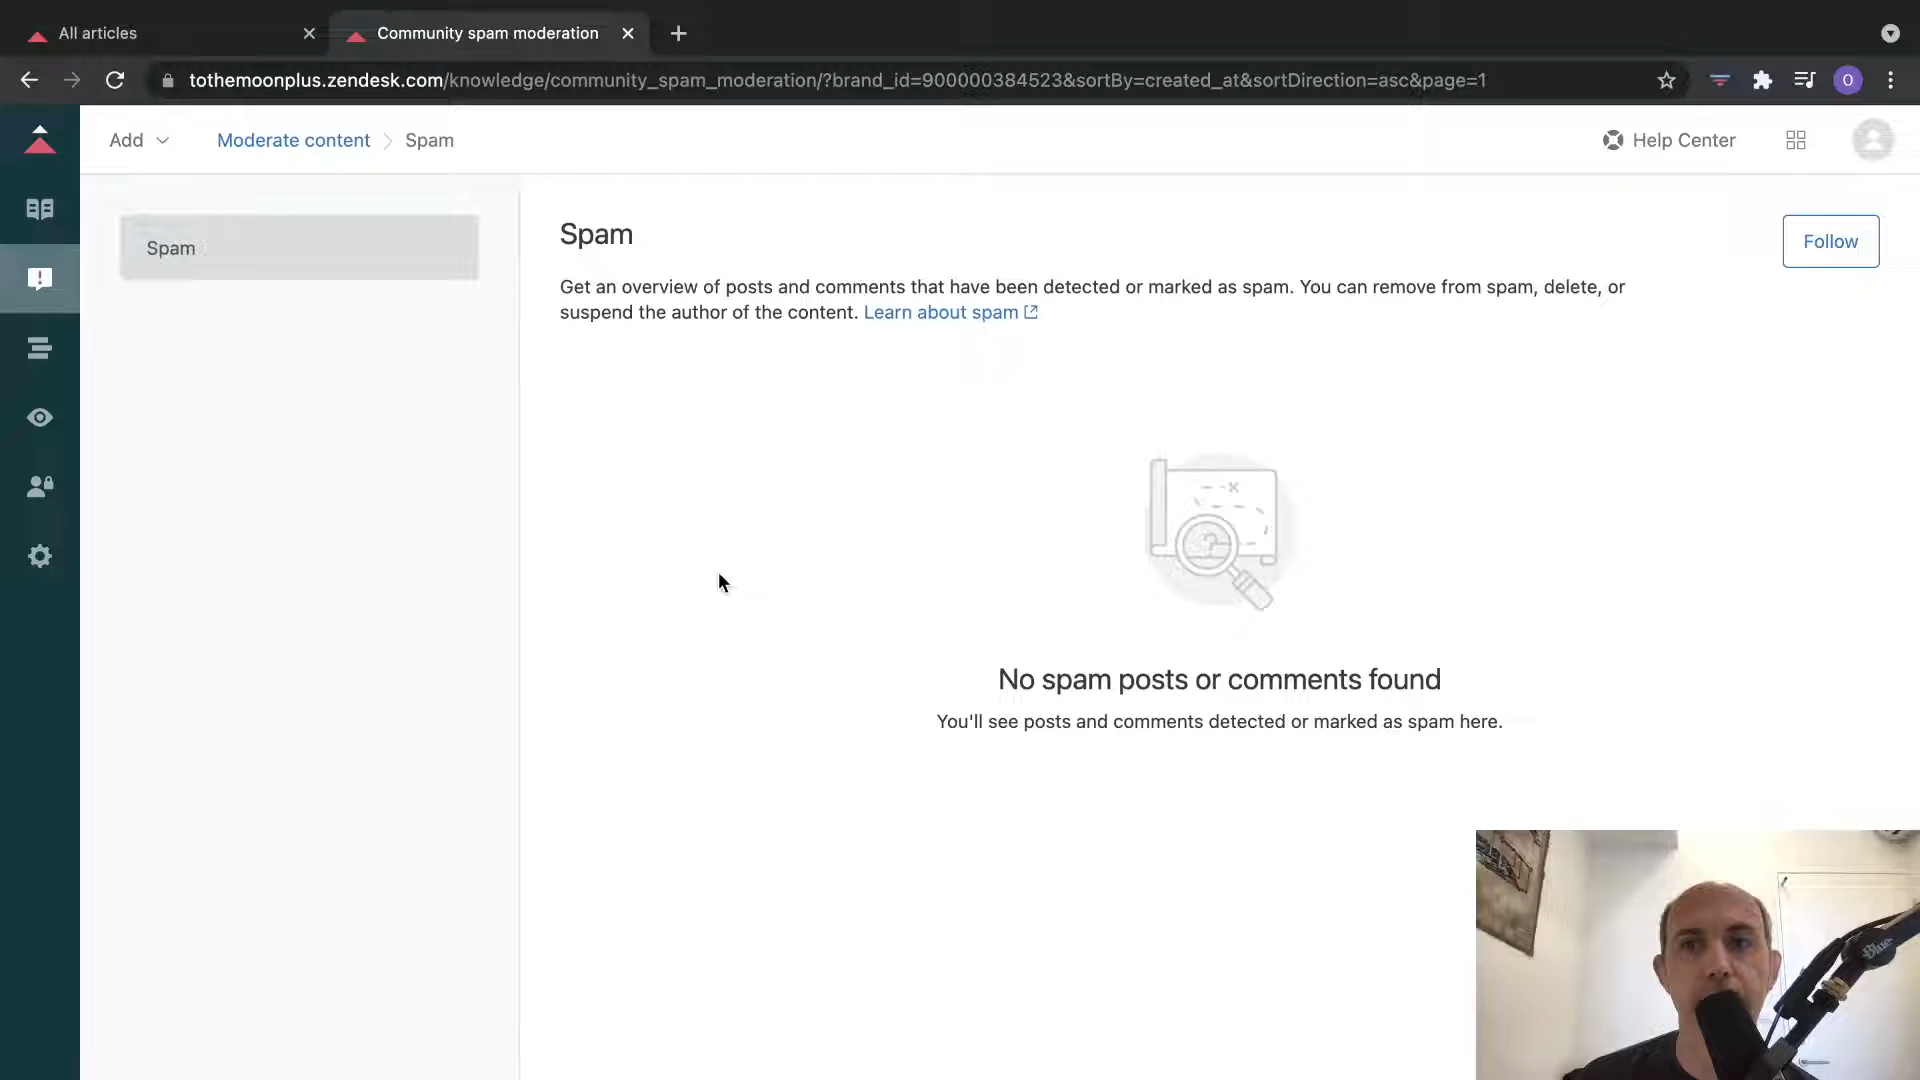 All articles
Community spam moderation
tothemoonplus.zendesk.com/knowledge/community_spam_moderation/?brand_id=900000384523&sortBy=created_at&sortDirection=asc&page=1
O
Add
Moderate content
Spam
Help Center
Spam
Spam
Follow
Get an overview of posts and comments that have been detected or marked as spam. You can remove from spam, delete, or
suspend the author of the content. Learn about spam
No spam posts or comments found
You'll see posts and comments detected or marked as spam here.
Blue